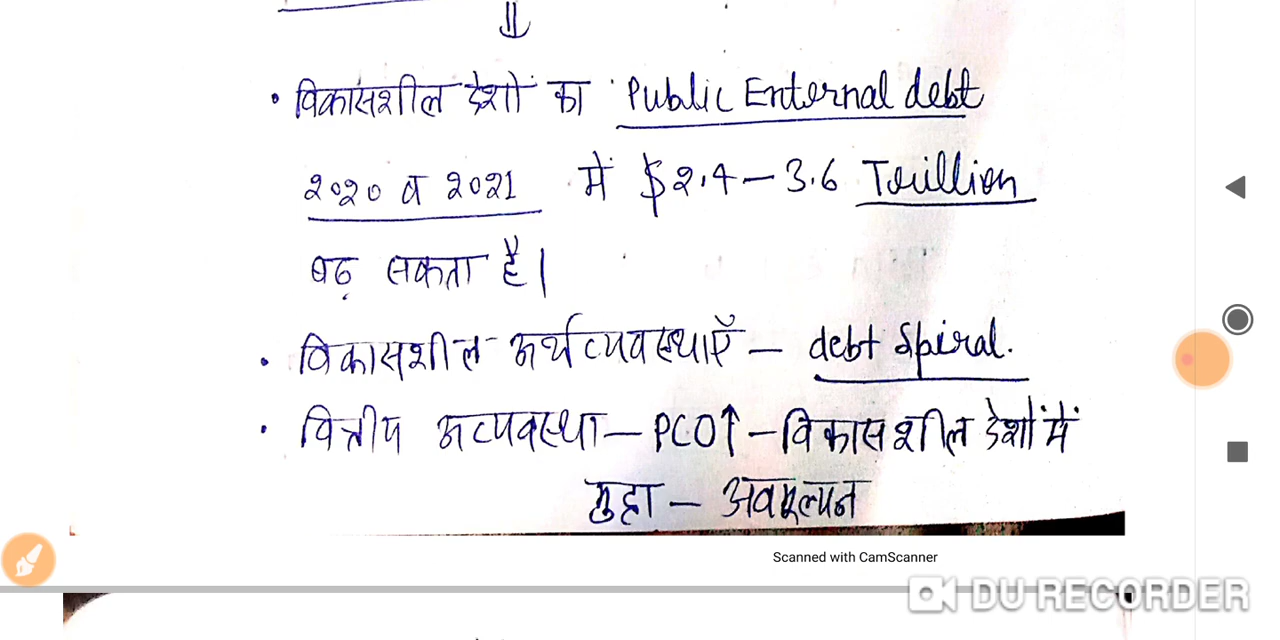 • विकासशील देशों का Public External debt
2020 व 2021 में $2.4 – 3.6 Trillion
बढ़ सकता है।
• विकासशील अर्थव्यवस्थाएँ – debt Spiral.
• वित्तीय अव्यवस्था – PCO↑ – विकासशील देशों में
मुद्रा – अवमूल्यन
Scanned with CamScanner
DU RECORDER